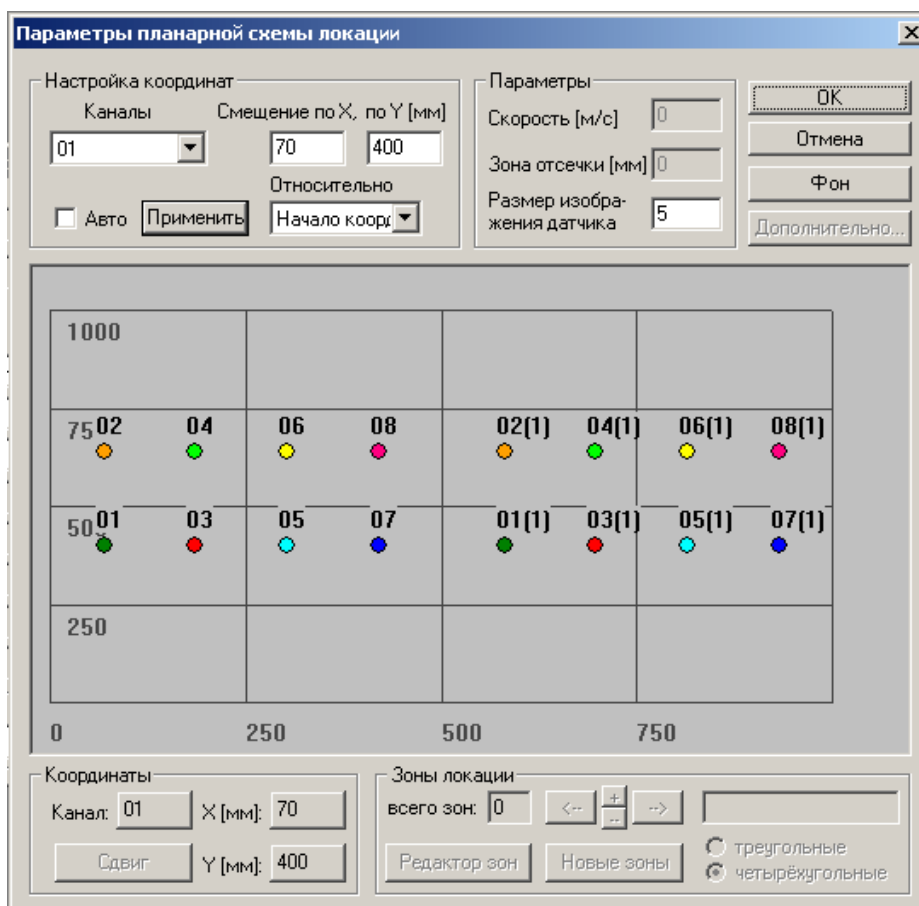 Параметры планарной схемы локации
Настройка координат
Каналы Смещение по X, по Y [мм]
01 70 400
Относительно
Авто Применить Начало коорд
Параметры
Скорость [м/с] 0
Зона отсечки [мм] 0
Размер изобра-
жения датчика 5
OK
Отмена
Фон
Дополнительно...
1000
75 02 04 06 08 02(1) 04(1) 06(1) 08(1)
50 01 03 05 07 01(1) 03(1) 05(1) 07(1)
250
0 250 500 750
Координаты
Канал: 01 X [мм]: 70
Сдвиг Y [мм]: 400
Зоны локации
всего зон: 0 <-- + -- -->
Редактор зон Новые зоны
треугольные
четырёхугольные